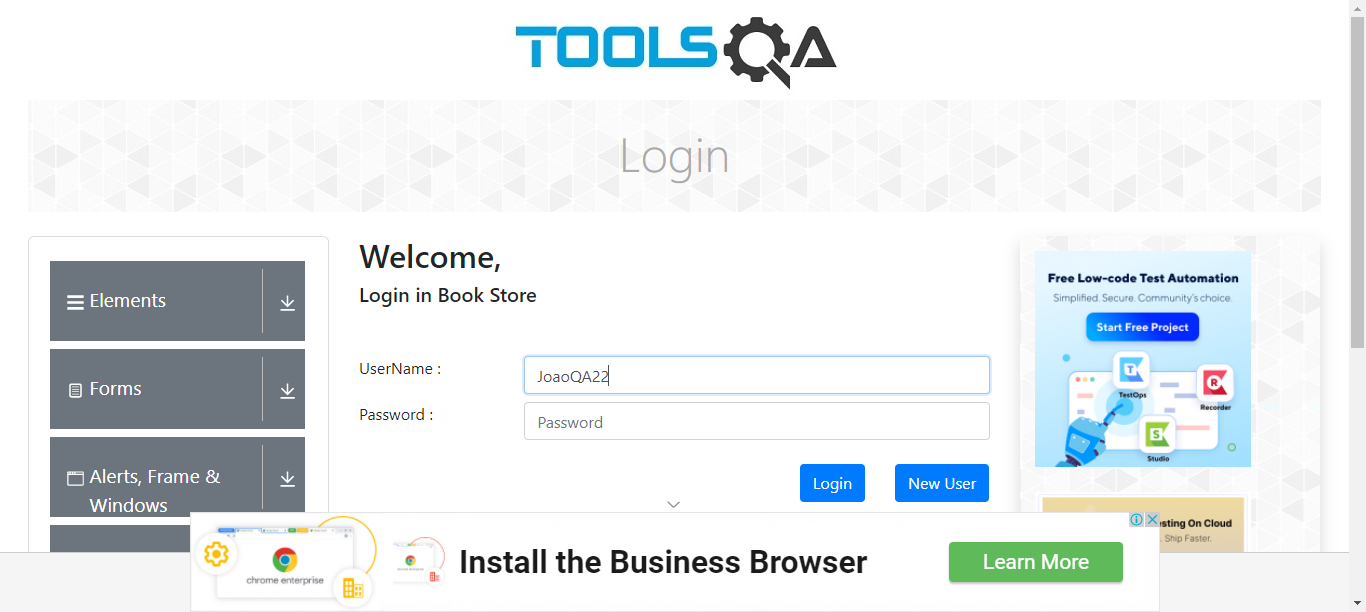 TOOLSQA
Login
Elements
Forms
Alerts, Frame &
Windows
Welcome,
Login in Book Store
UserName :
JoaoQA22
Password :
Password
Login
New User
Free Low-code Test Automation
Simplified. Secure. Community's choice.
Start Free Project
TestOps
Recorder
Studio
sting On Cloud
. Ship Faster.
chrome enterprise
Install the Business Browser
Learn More